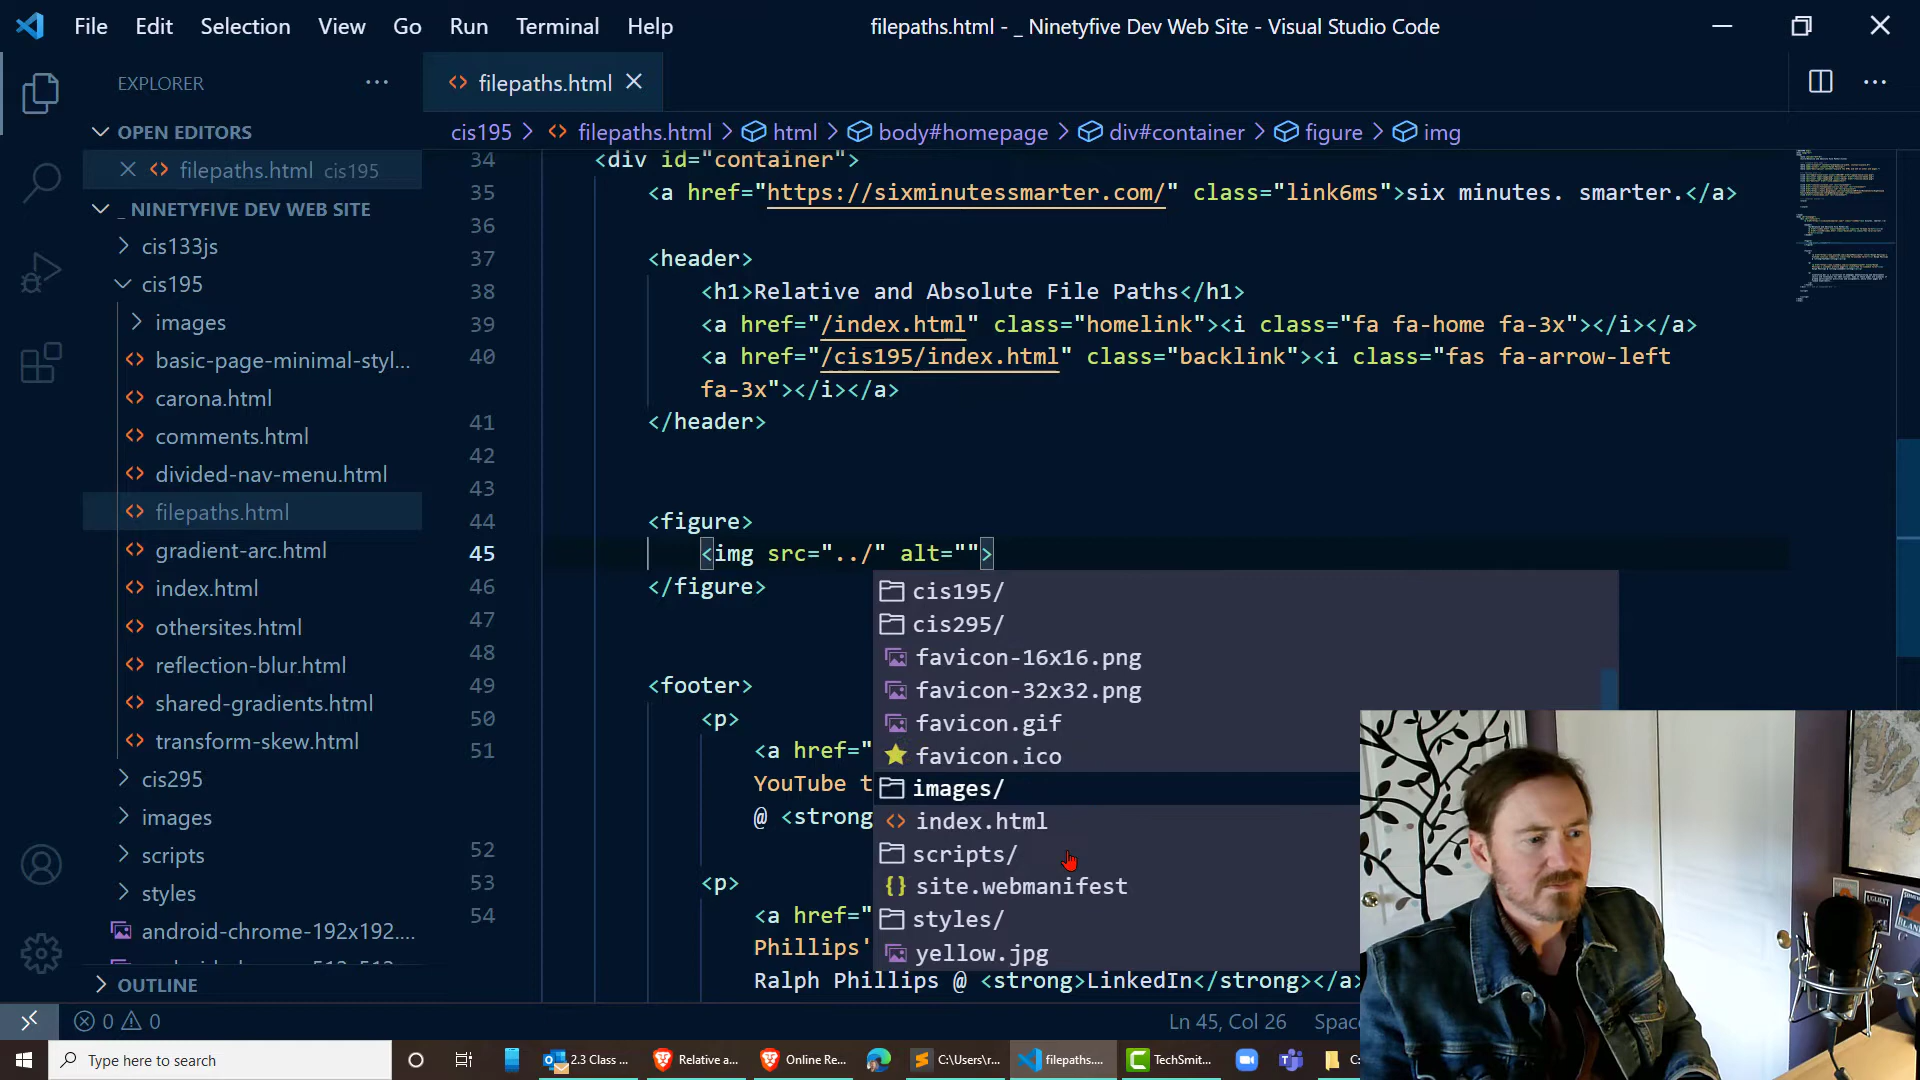 File Edit Selection View Go Run Terminal Help
filepaths.html - _ Ninetyfive Dev Web Site - Visual Studio Code
EXPLORER
filepaths.html
OPEN EDITORS
filepaths.html cis195
_ NINETYFIVE DEV WEB SITE
cis133js
cis195
images
basic-page-minimal-styl...
carona.html
comments.html
divided-nav-menu.html
filepaths.html
gradient-arc.html
index.html
othersites.html
reflection-blur.html
shared-gradients.html
transform-skew.html
cis295
images
scripts
styles
android-chrome-192x192....
OUTLINE
cis195 > filepaths.html > html > body#homepage > div#container > figure > img
34 <div id="container">
35 <a href="https://sixminutessmarter.com/" class="link6ms">six minutes. smarter.</a>
36
37 <header>
38 <h1>Relative and Absolute File Paths</h1>
39 <a href="/index.html" class="homelink"><i class="fa fa-home fa-3x"></i></a>
40 <a href="/cis195/index.html" class="backlink"><i class="fas fa-arrow-left
fa-3x"></i></a>
41 </header>
42
43
44 <figure>
45 <img src="../" alt="">
46 </figure>
47
48
49 <footer>
50 <p>
51 <a href="
YouTube t
@ <strong
52
53 <p>
54 <a href="
Phillips'
Ralph Phillips @ <strong>LinkedIn</strong></a>
cis195/
cis295/
favicon-16x16.png
favicon-32x32.png
favicon.gif
favicon.ico
images/
index.html
scripts/
site.webmanifest
styles/
yellow.jpg
0 0
Ln 45, Col 26 Space
Type here to search
2.3 Class ...
Relative a...
Online Re...
C:\Users\r...
filepaths....
TechSmit...